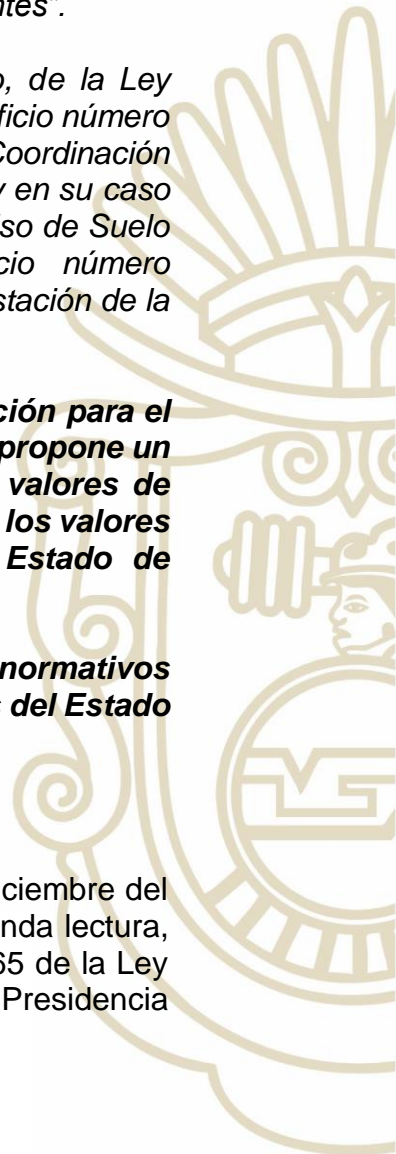 ntes".
o, de la Ley
ficio número
Coordinación
y en su caso
so de Suelo
cio número
stación de la
ción para el
propone un
valores de
los valores
Estado de
normativos
s del Estado
ciembre del
nda lectura,
65 de la Ley
Presidencia